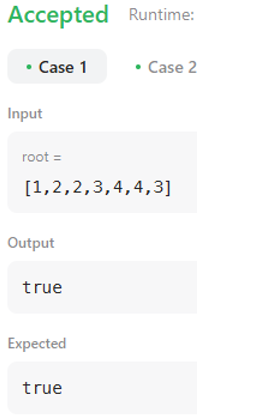 Accepted Runtime:
• Case 1 • Case 2
Input
root =
[1,2,2,3,4,4,3]
Output
true
Expected
true